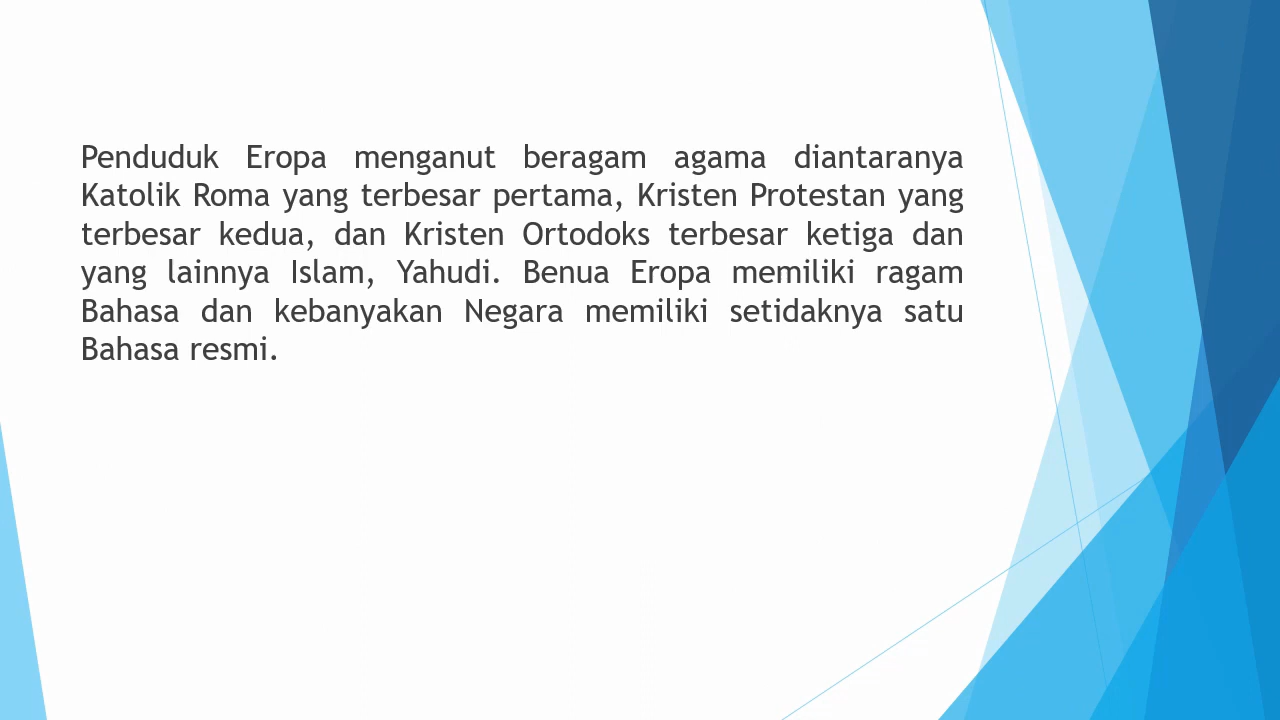 Penduduk Eropa menganut beragam agama diantaranya
Katolik Roma yang terbesar pertama, Kristen Protestan yang
terbesar kedua, dan Kristen Ortodoks terbesar ketiga dan
yang lainnya Islam, Yahudi. Benua Eropa memiliki ragam
Bahasa dan kebanyakan Negara memiliki setidaknya satu
Bahasa resmi.